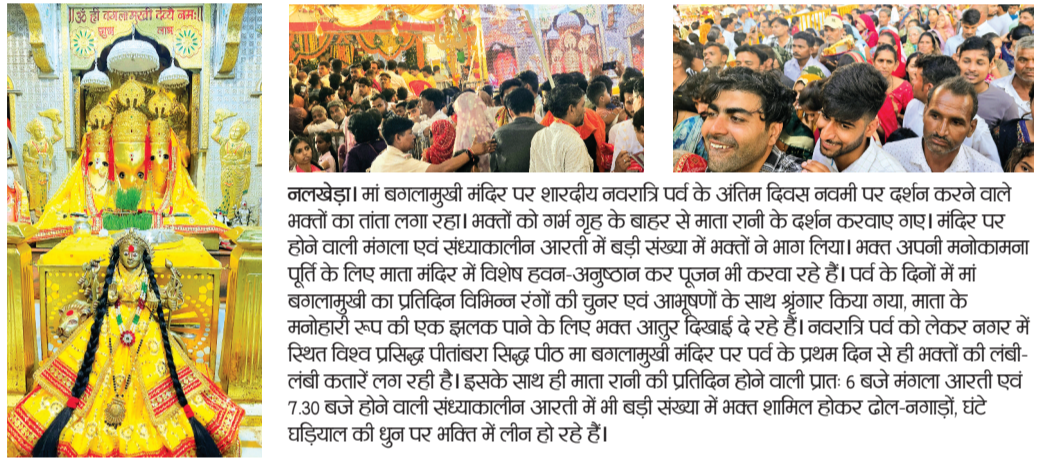 ॥ॐ ह्रीं बगलामुखी देव्यै नमः॥
शुभ लाभ
नलखेड़ा। मां बगलामुखी मंदिर पर शारदीय नवरात्रि पर्व के अंतिम दिवस नवमी पर दर्शन करने वाले
भक्तों का तांता लगा रहा। भक्तों को गर्भ गृह के बाहर से माता रानी के दर्शन करवाए गए। मंदिर पर
होने वाली मंगला एवं संध्याकालीन आरती में बड़ी संख्या में भक्तों ने भाग लिया। भक्त अपनी मनोकामना
पूर्ति के लिए माता मंदिर में विशेष हवन-अनुष्ठान कर पूजन भी करवा रहे हैं। पर्व के दिनों में मां
बगलामुखी का प्रतिदिन विभिन्न रंगों की चुनर एवं आभूषणों के साथ श्रृंगार किया गया, माता के
मनोहारी रूप की एक झलक पाने के लिए भक्त आतुर दिखाई दे रहे हैं। नवरात्रि पर्व को लेकर नगर में
स्थित विश्व प्रसिद्ध पीतांबरा सिद्ध पीठ मा बगलामुखी मंदिर पर पर्व के प्रथम दिन से ही भक्तों की लंबी-
लंबी कतारें लग रही है। इसके साथ ही माता रानी की प्रतिदिन होने वाली प्रातः 6 बजे मंगला आरती एवं
7.30 बजे होने वाली संध्याकालीन आरती में भी बड़ी संख्या में भक्त शामिल होकर ढोल-नगाड़ों, घंटे
घड़ियाल की धुन पर भक्ति में लीन हो रहे हैं।